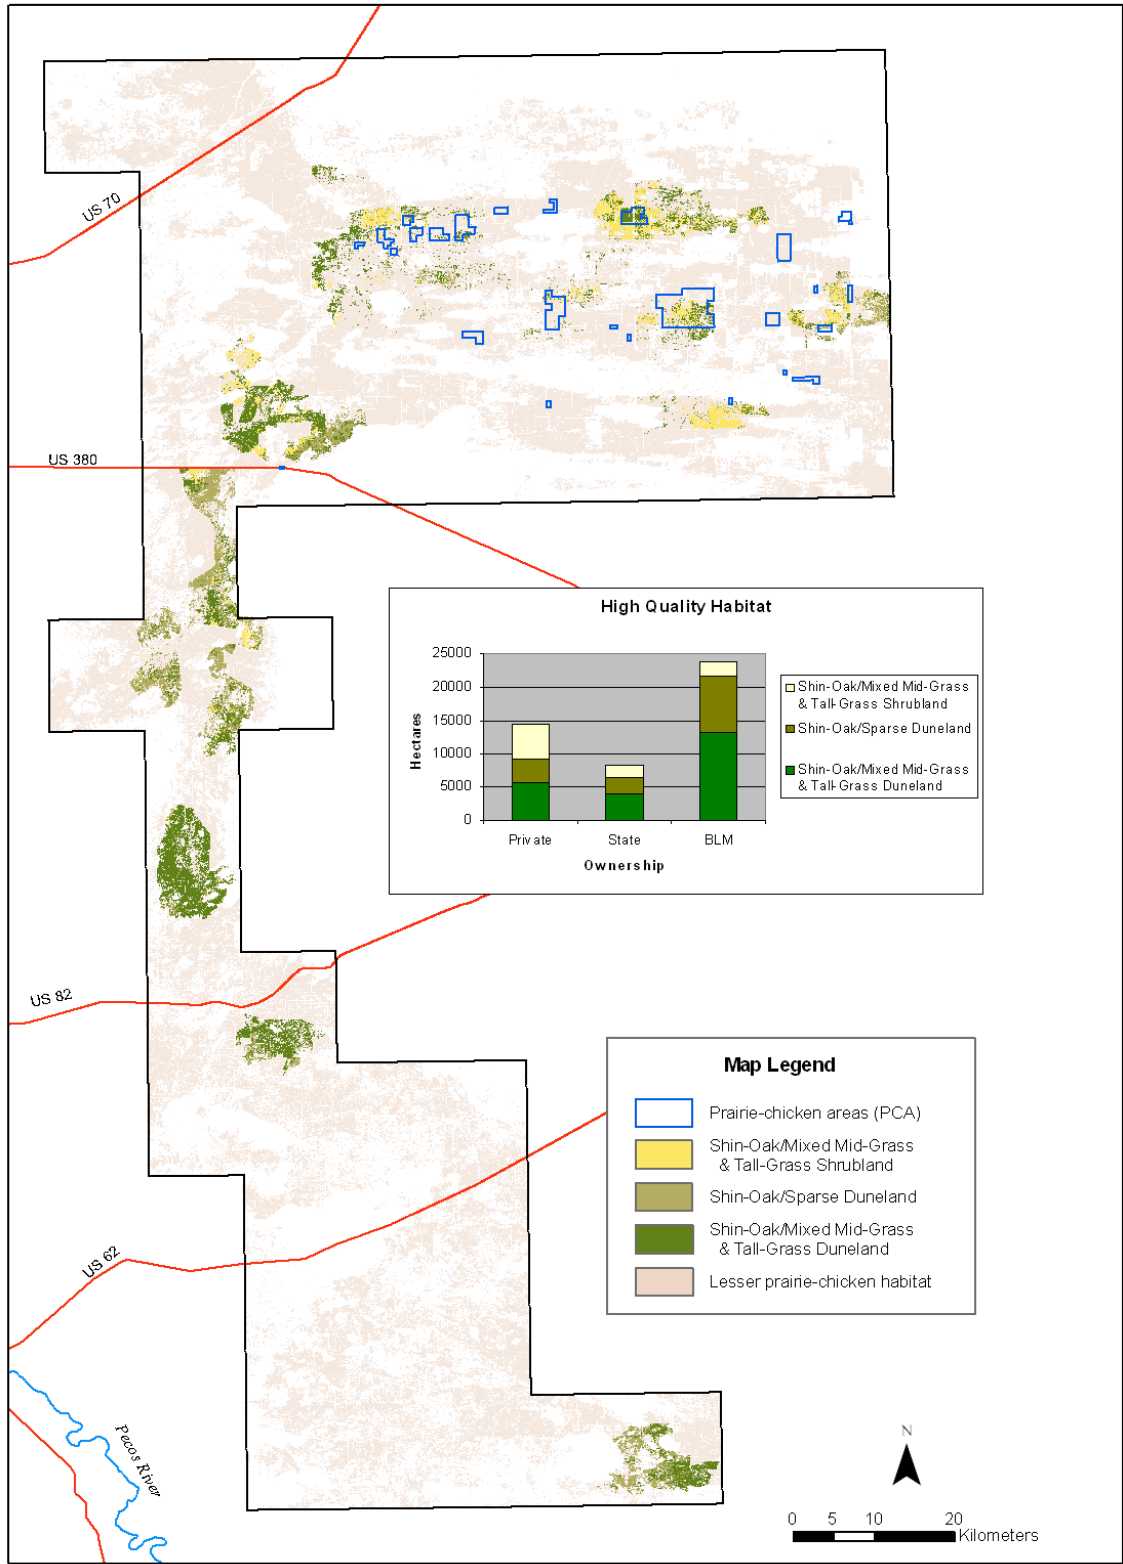 US 70
US 380
High Quality Habitat
25000
20000
15000
10000
5000
0
Hectares
Private
State
BLM
Ownership
Shin-Oak/Mixed Mid-Grass
& Tall-Grass Shrubland
Shin-Oak/Sparse Duneland
Shin-Oak/Mixed Mid-Grass
& Tall-Grass Duneland
US 82
Map Legend
Prairie-chicken areas (PCA)
Shin-Oak/Mixed Mid-Grass
& Tall-Grass Shrubland
Shin-Oak/Sparse Duneland
Shin-Oak/Mixed Mid-Grass
& Tall-Grass Duneland
Lesser prairie-chicken habitat
US 62
Pecos River
N
0 5 10 20
Kilometers